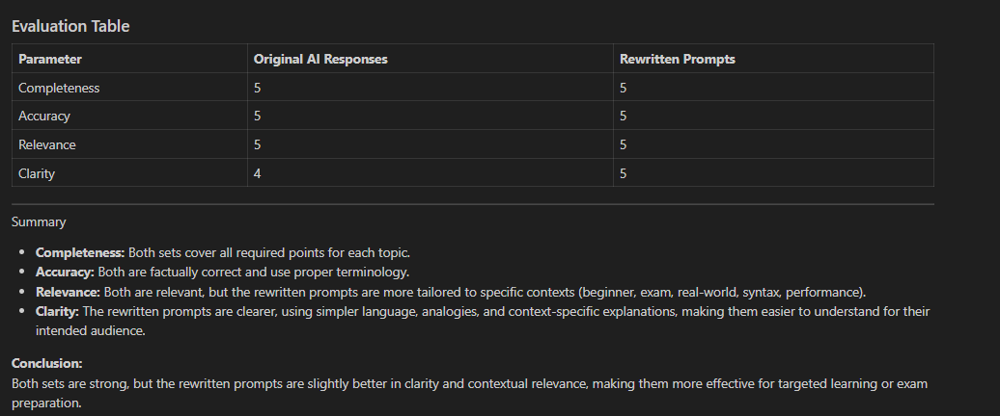 Evaluation Table
Parameter Original AI Responses Rewritten Prompts
Completeness 5 5
Accuracy 5 5
Relevance 5 5
Clarity 4 5
Summary
• Completeness: Both sets cover all required points for each topic.
• Accuracy: Both are factually correct and use proper terminology.
• Relevance: Both are relevant, but the rewritten prompts are more tailored to specific contexts (beginner, exam, real-world, syntax, performance).
• Clarity: The rewritten prompts are clearer, using simpler language, analogies, and context-specific explanations, making them easier to understand for their
intended audience.
Conclusion:
Both sets are strong, but the rewritten prompts are slightly better in clarity and contextual relevance, making them more effective for targeted learning or exam
preparation.